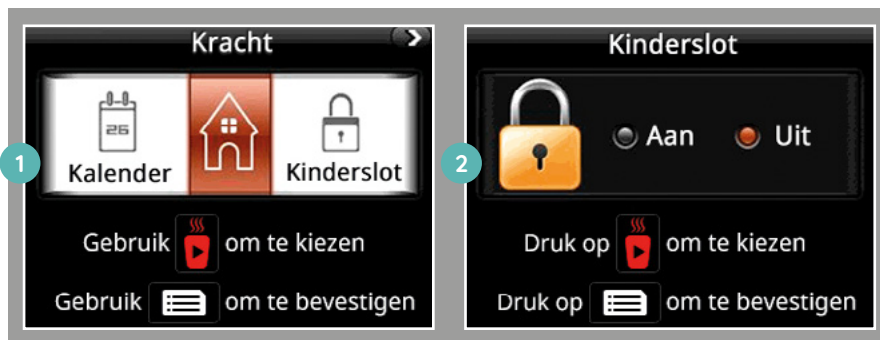 Kracht
26
Kalender
Kinderslot
Gebruik om te kiezen
Gebruik om te bevestigen
1
Kinderslot
Aan
Uit
Druk op om te kiezen
Druk op om te bevestigen
2